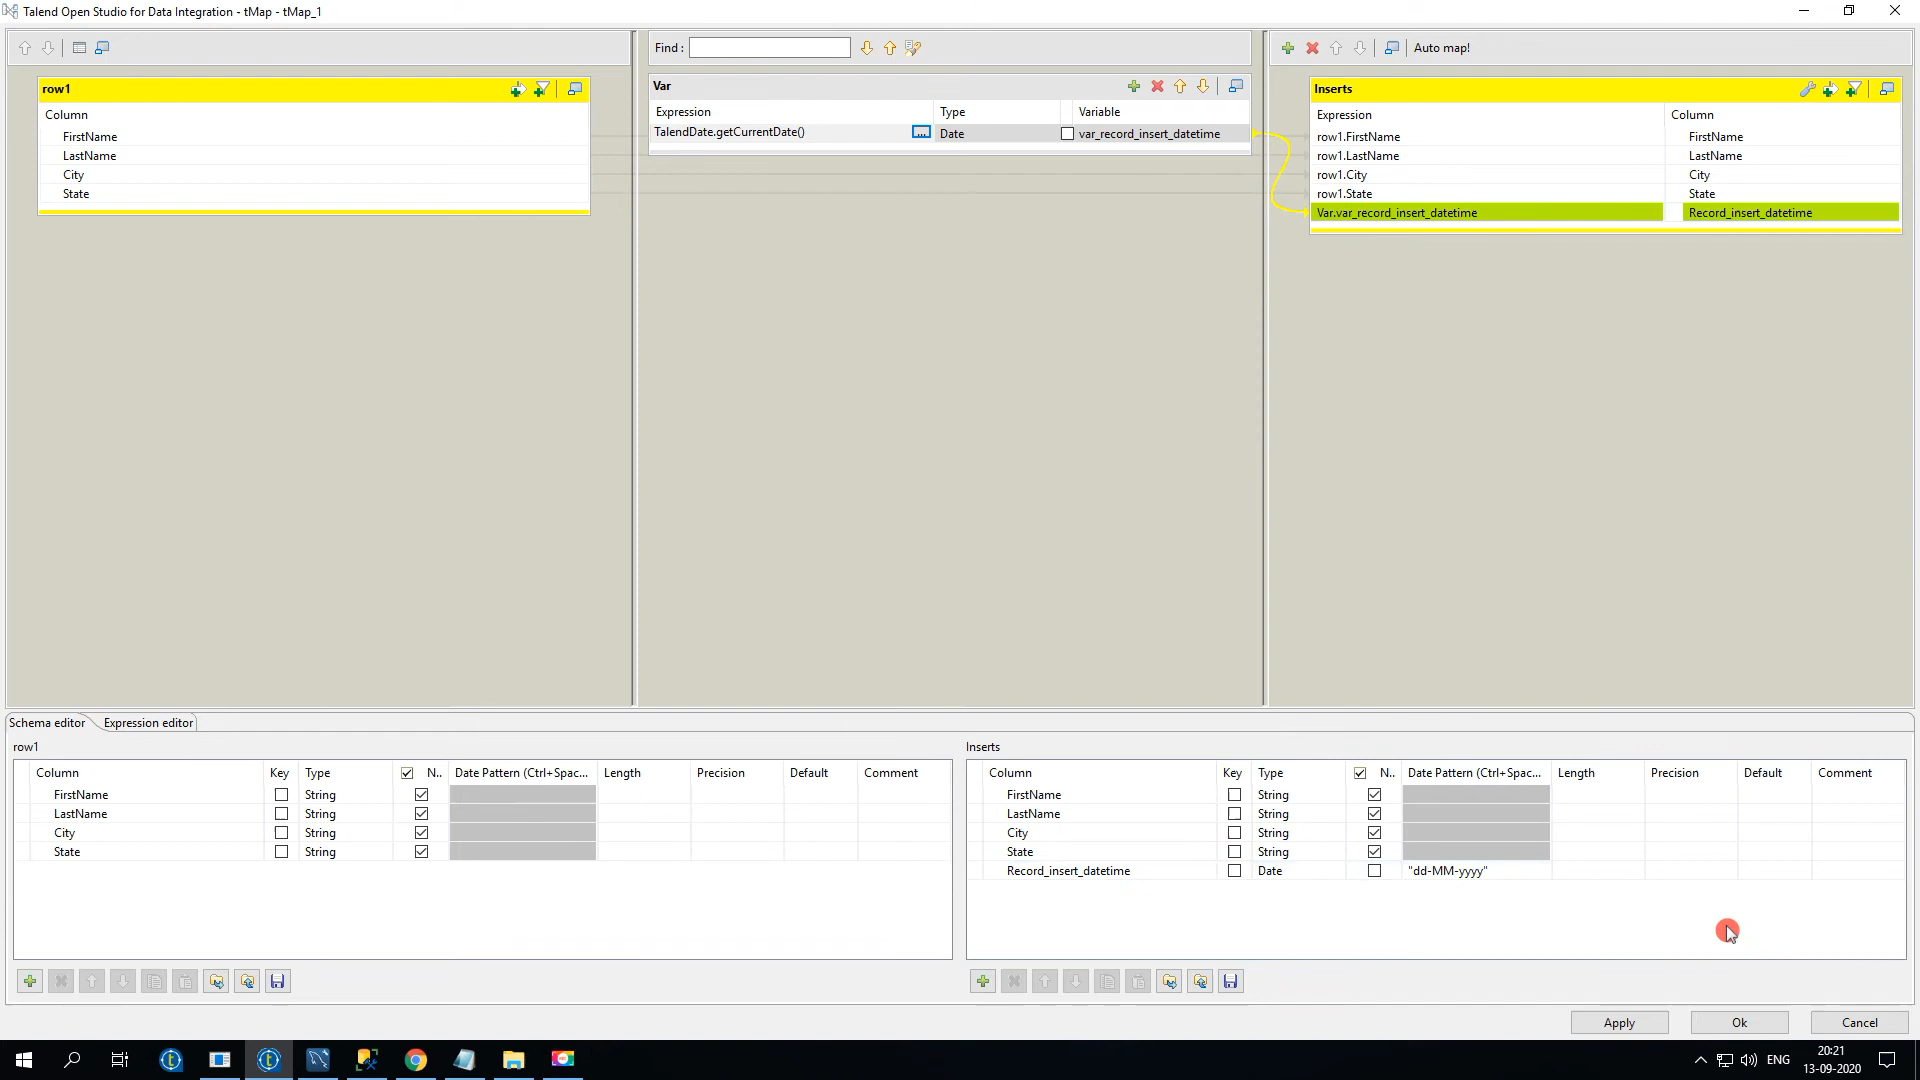 Talend Open Studio for Data Integration - tMap - tMap_1
Find :
Auto map!
row1
Column
FirstName
LastName
City
State
Var
Expression Type Variable
TalendDate.getCurrentDate() ... Date var_record_insert_datetime
Inserts
Expression Column
row1.FirstName FirstName
row1.LastName LastName
row1.City City
row1.State State
Var.var_record_insert_datetime Record_insert_datetime
Schema editor Expression editor
row1
Column Key Type N.. Date Pattern (Ctrl+Spac... Length Precision Default Comment
FirstName String
LastName String
City String
State String
Inserts
Column Key Type N.. Date Pattern (Ctrl+Spac... Length Precision Default Comment
FirstName String
LastName String
City String
State String
Record_insert_datetime Date "dd-MM-yyyy"
Apply Ok Cancel
ENG
20:21
13-09-2020